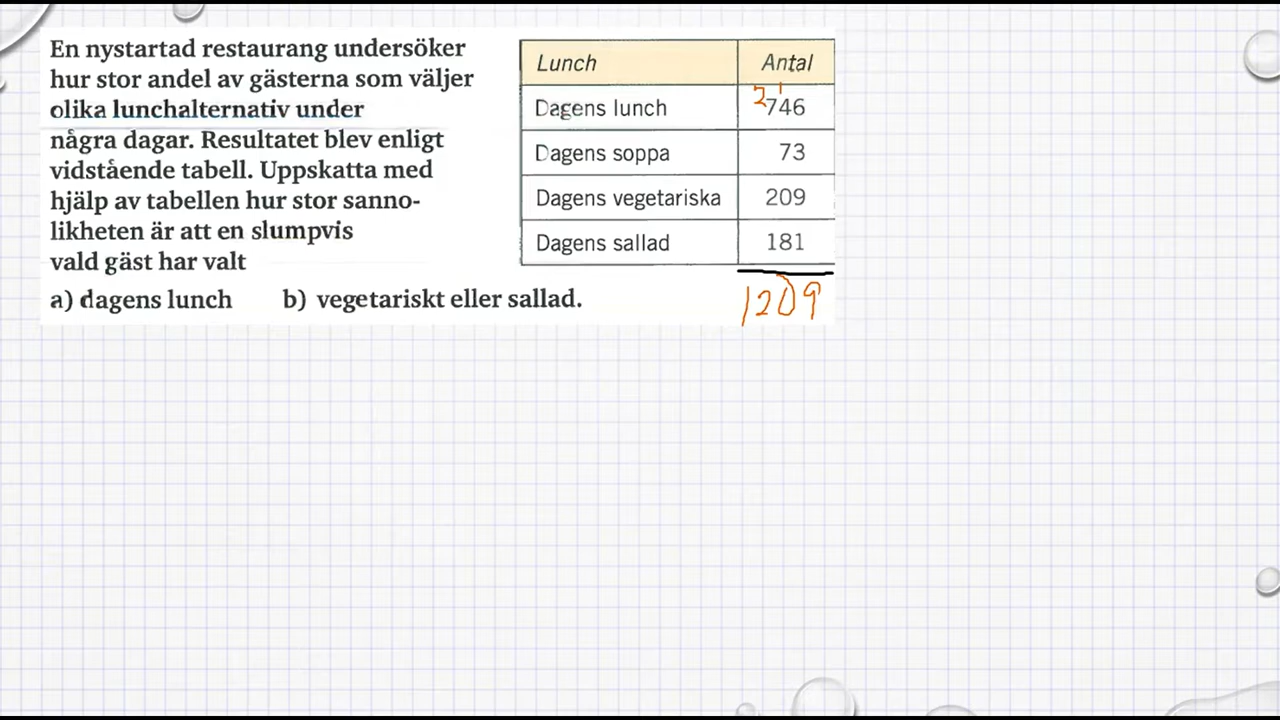 En nystartad restaurang undersöker
hur stor andel av gästerna som väljer
olika lunchalternativ under
några dagar. Resultatet blev enligt
vidstående tabell. Uppskatta med
hjälp av tabellen hur stor sanno-
likheten är att en slumpvis
vald gäst har valt
a) dagens lunch b) vegetariskt eller sallad.
Lunch Antal
2 1
Dagens lunch 746
Dagens soppa 73
Dagens vegetariska 209
Dagens sallad 181
1209